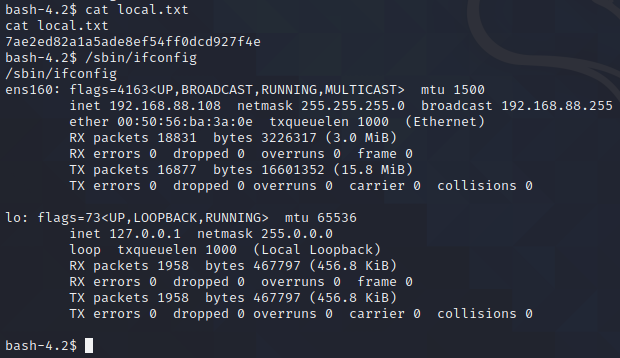 bash-4.2$ cat local.txt
cat local.txt
7ae2ed82a1a5ade8ef54ff0dcd927f4e
bash-4.2$ /sbin/ifconfig
/sbin/ifconfig
ens160: flags=4163<UP,BROADCAST,RUNNING,MULTICAST>  mtu 1500
        inet 192.168.88.108  netmask 255.255.255.0  broadcast 192.168.88.255
        ether 00:50:56:ba:3a:0e  txqueuelen 1000  (Ethernet)
        RX packets 18831  bytes 3226317 (3.0 MiB)
        RX errors 0  dropped 0  overruns 0  frame 0
        TX packets 16877  bytes 16601352 (15.8 MiB)
        TX errors 0  dropped 0 overruns 0  carrier 0  collisions 0

lo: flags=73<UP,LOOPBACK,RUNNING>  mtu 65536
        inet 127.0.0.1  netmask 255.0.0.0
        loop  txqueuelen 1000  (Local Loopback)
        RX packets 1958  bytes 467797 (456.8 KiB)
        RX errors 0  dropped 0  overruns 0  frame 0
        TX packets 1958  bytes 467797 (456.8 KiB)
        TX errors 0  dropped 0 overruns 0  carrier 0  collisions 0

bash-4.2$